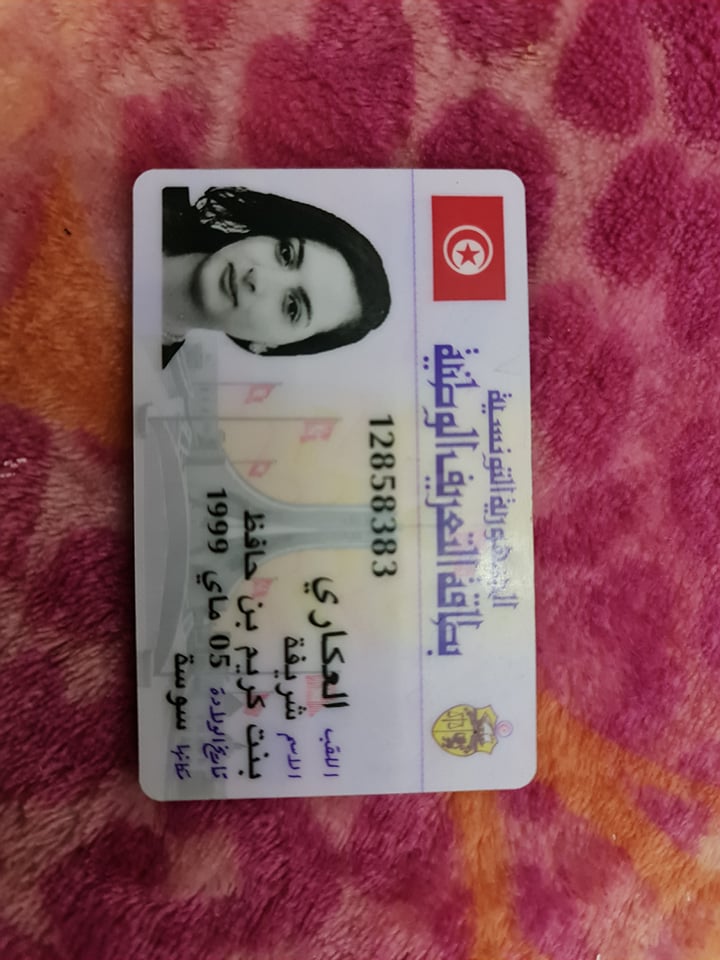 الجمهورية التونسية
بطاقة التعريف الوطنية
12858383
اللقب العكاري
الاسم شريفة
بنت كريم بن حافظ
تاريخ الولادة 05 ماي 1999
مكانها سوسة